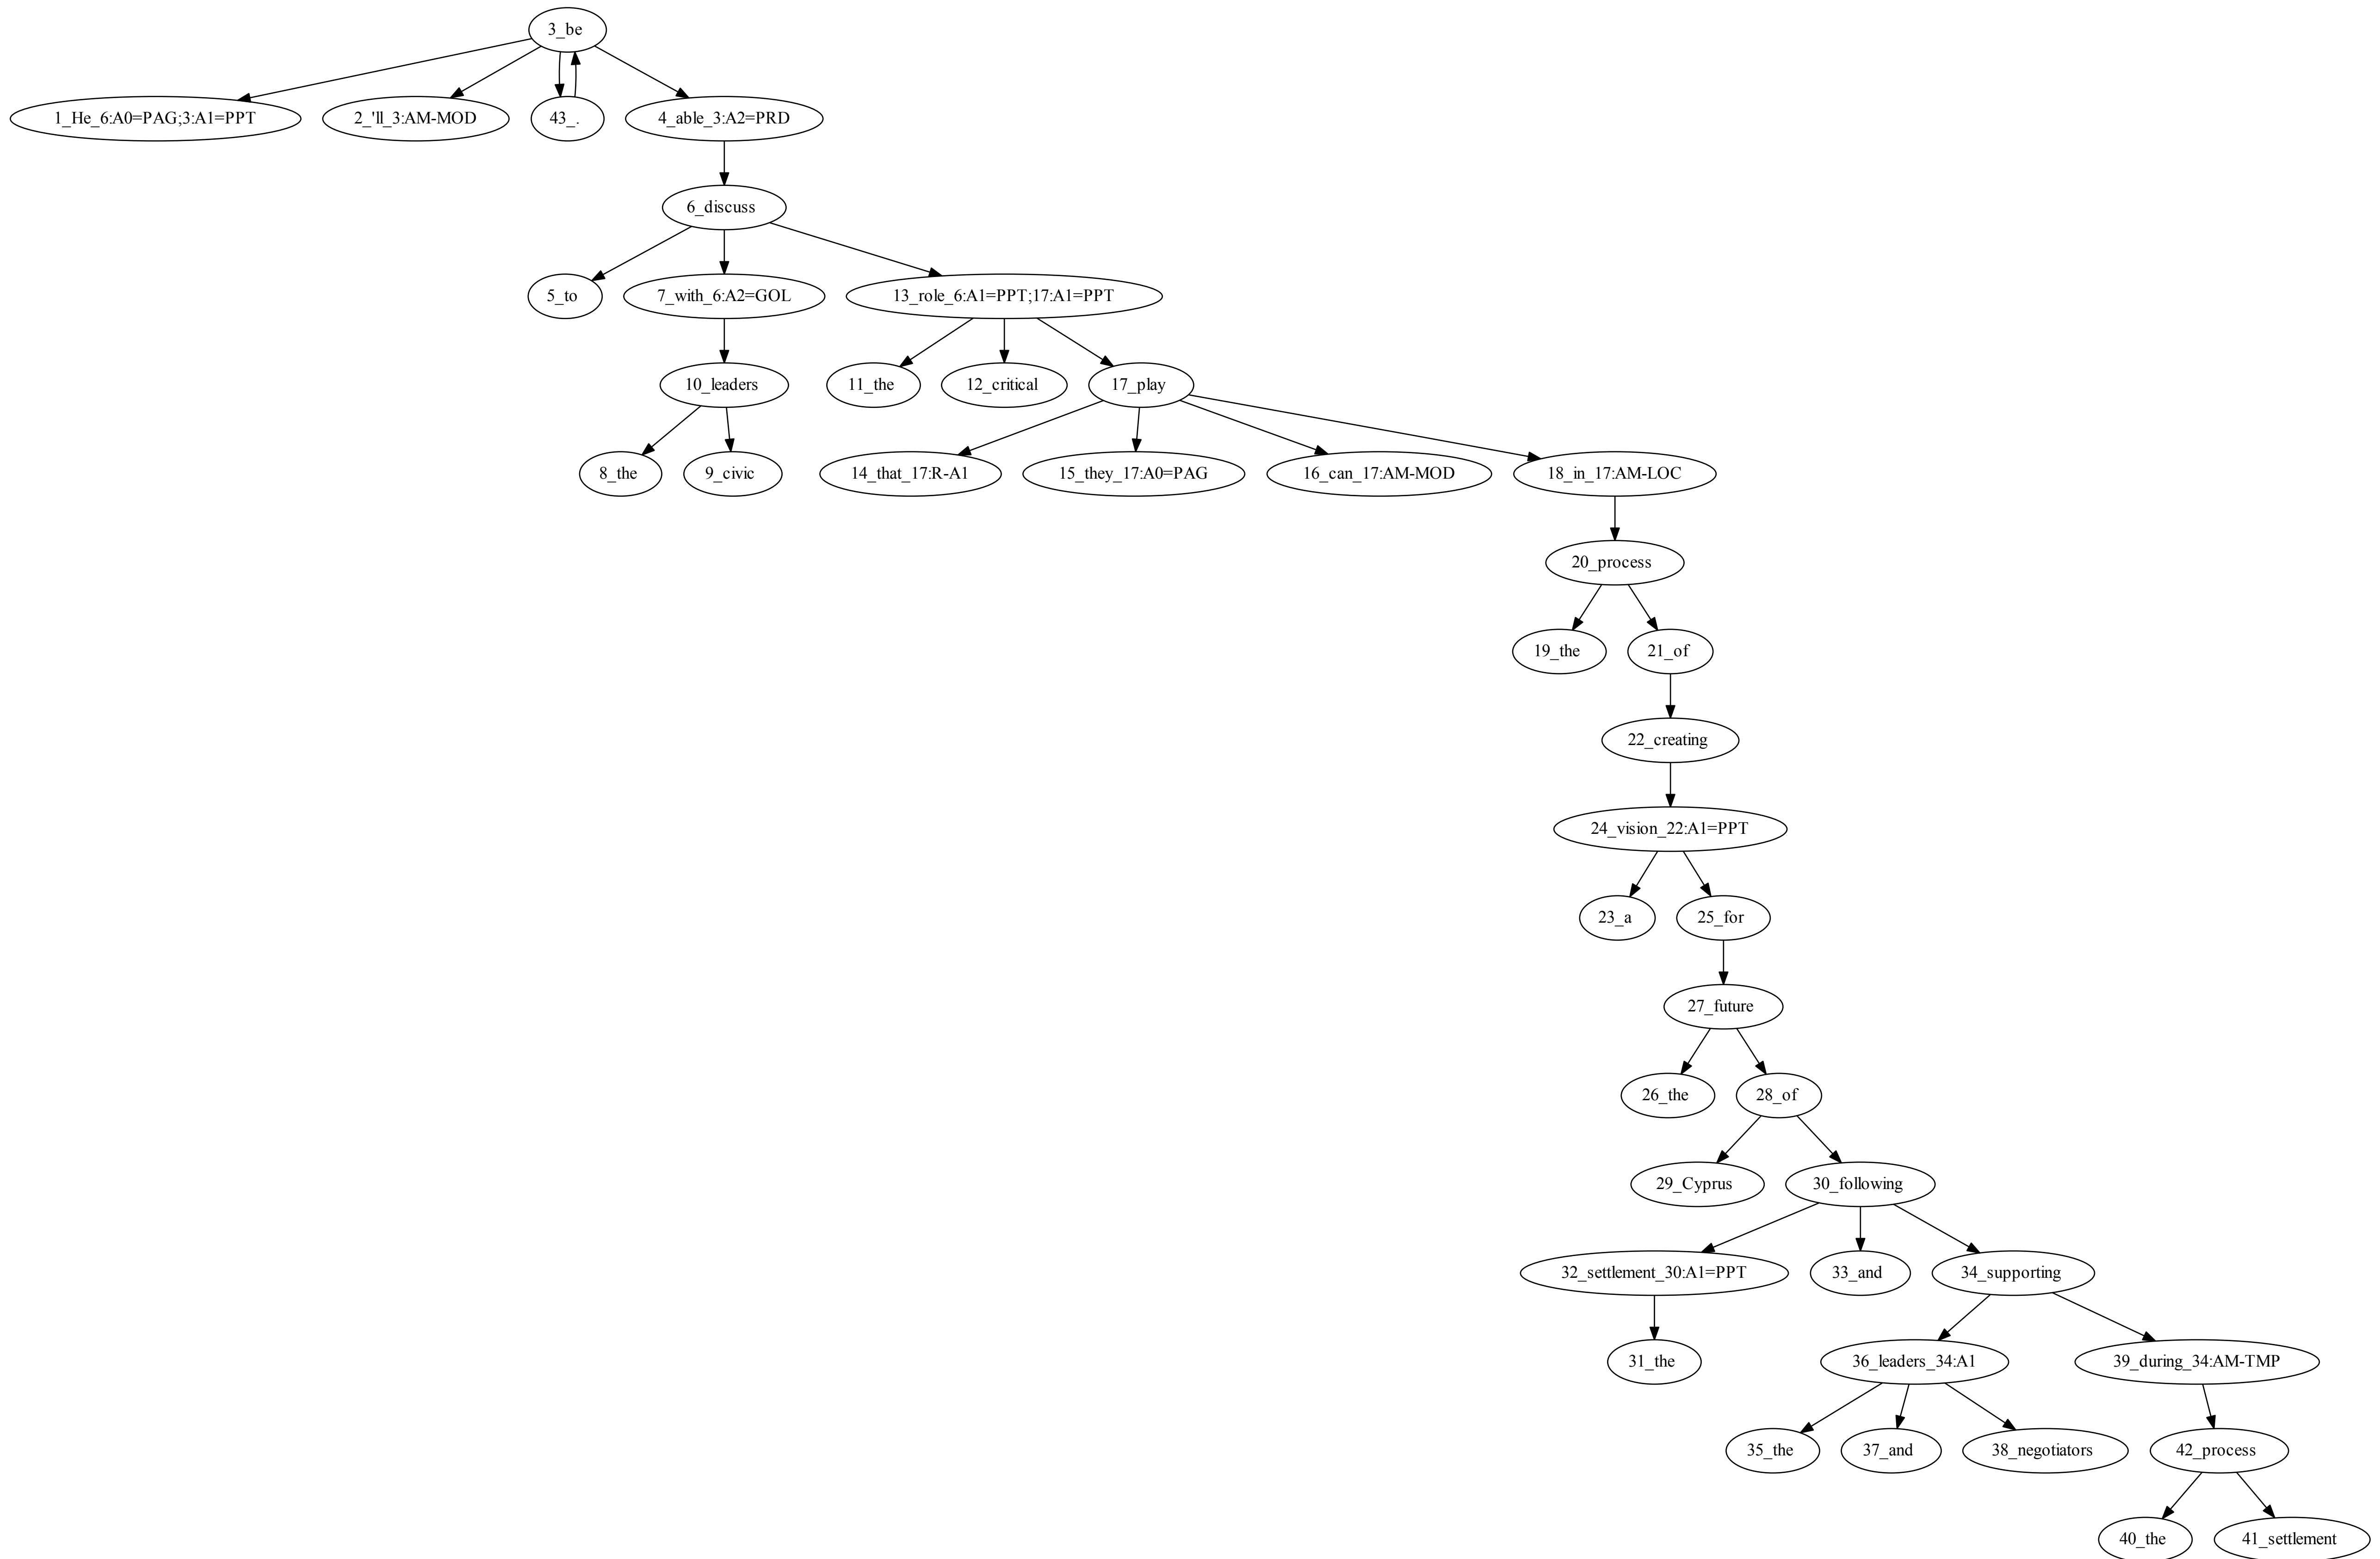 3_be
1_He_6:A0=PAG;3:A1=PPT
2_'ll_3:AM-MOD
43_.
4_able_3:A2=PRD
6_discuss
5_to
7_with_6:A2=GOL
13_role_6:A1=PPT;17:A1=PPT
10_leaders
11_the
12_critical
17_play
8_the
9_civic
14_that_17:R-A1
15_they_17:A0=PAG
16_can_17:AM-MOD
18_in_17:AM-LOC
20_process
19_the
21_of
22_creating
24_vision_22:A1=PPT
23_a
25_for
27_future
26_the
28_of
29_Cyprus
30_following
32_settlement_30:A1=PPT
33_and
34_supporting
31_the
36_leaders_34:A1
39_during_34:AM-TMP
35_the
37_and
38_negotiators
42_process
40_the
41_settlement